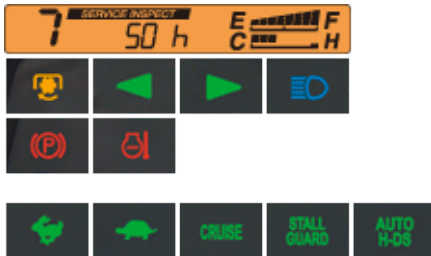 SERVICE INSPECT
7 50 h E F
C H
P
CRUISE STALL GUARD AUTO H-DS